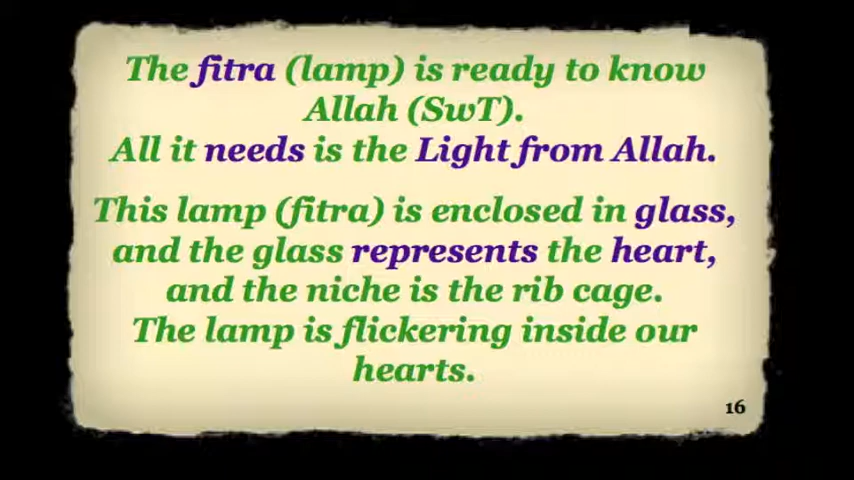 The fitra (lamp) is ready to know
Allah (SwT).
All it needs is the Light from Allah.
This lamp (fitra) is enclosed in glass,
and the glass represents the heart,
and the niche is the rib cage.
The lamp is flickering inside our
hearts.
16